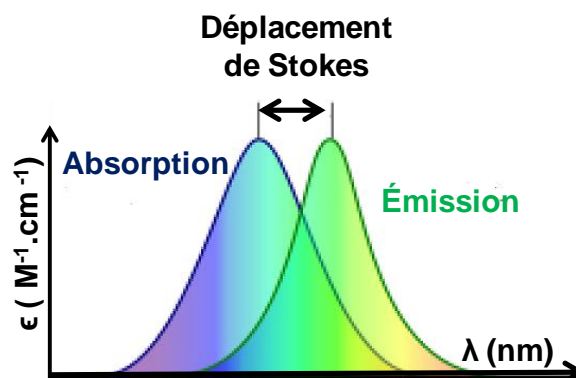 Déplacement
de Stokes
Absorption
Émission
ϵ ( M⁻¹.cm⁻¹)
λ (nm)